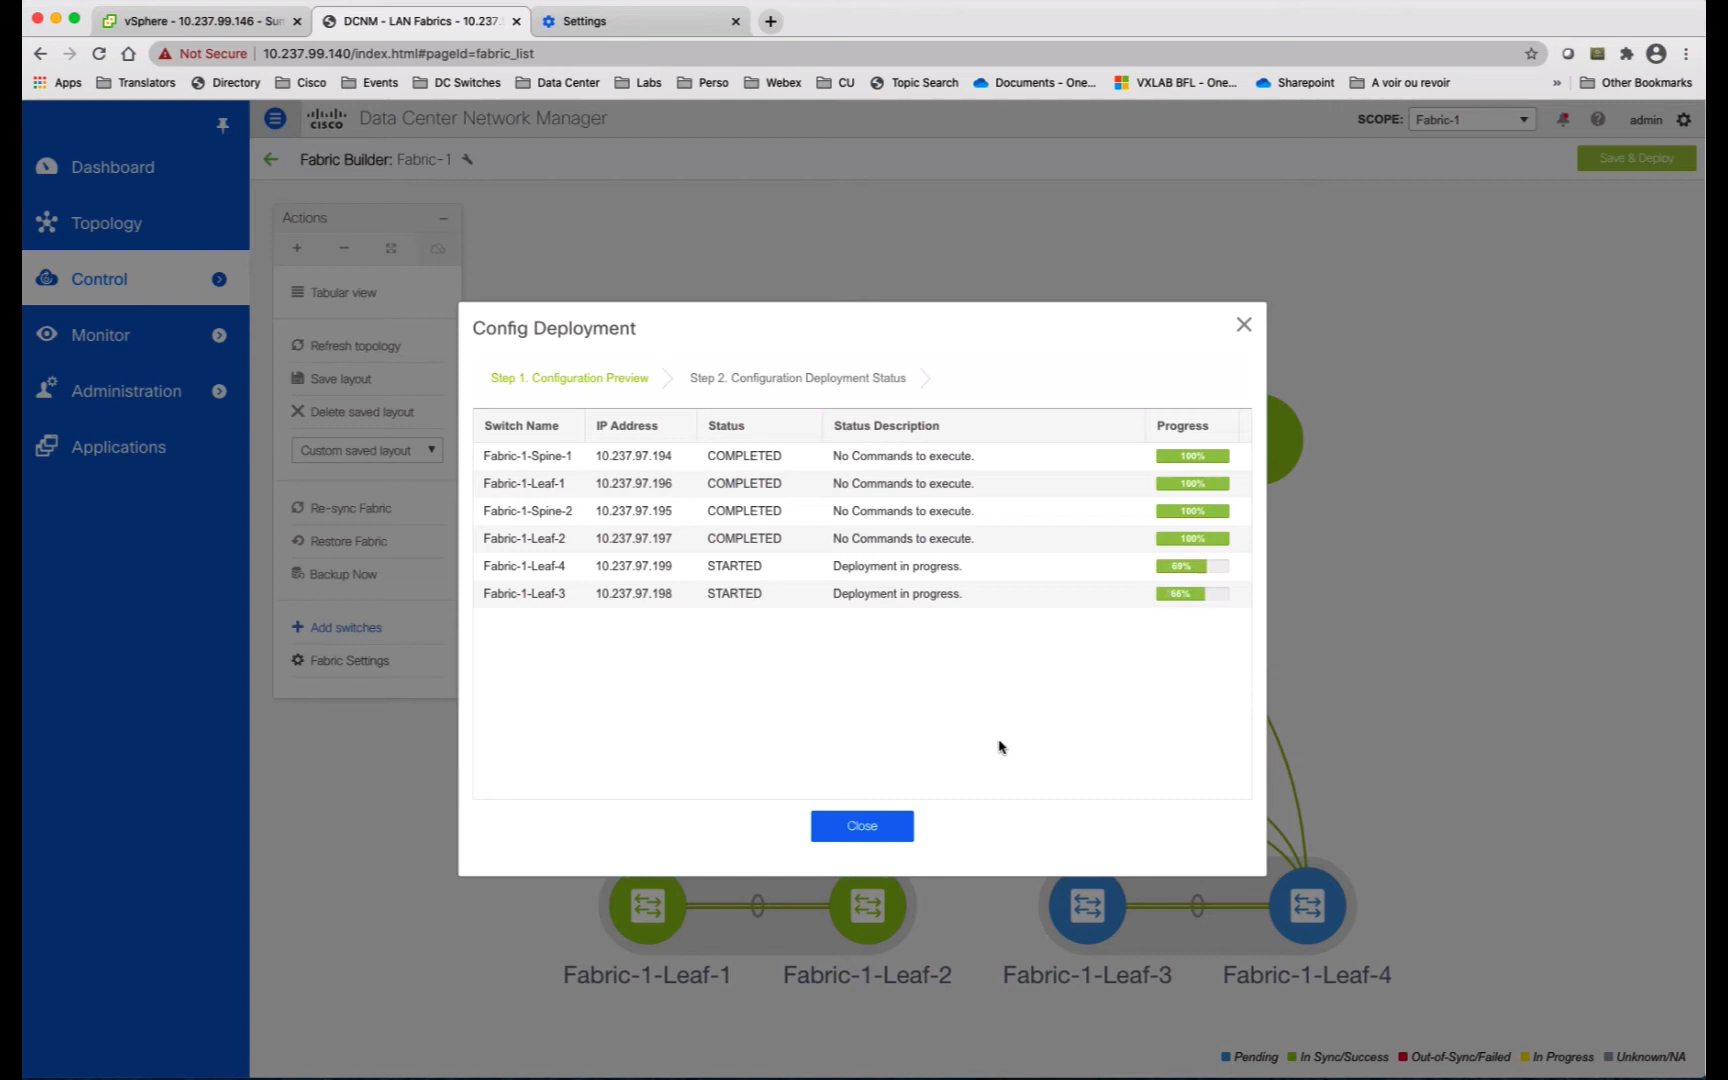 vSphere - 10.237.99.146 - Sun
DCNM - LAN Fabrics - 10.237.
Settings
Not Secure
10.237.99.140/index.html#pageId=fabric_list
Apps Translators Directory Cisco Events DC Switches Data Center Labs Perso Webex CU Topic Search Documents - One... VXLAB BFL - One... Sharepoint A voir ou revoir » Other Bookmarks
CISCO Data Center Network Manager
SCOPE: Fabric-1
admin
Fabric Builder: Fabric-1
Save & Deploy
Dashboard
Topology
Control
Monitor
Administration
Applications
Actions
Tabular view
Refresh topology
Save layout
Delete saved layout
Custom saved layout
Re-sync Fabric
Restore Fabric
Backup Now
Add switches
Fabric Settings
Config Deployment
Step 1. Configuration Preview
Step 2. Configuration Deployment Status
Switch Name IP Address Status Status Description Progress
Fabric-1-Spine-1 10.237.97.194 COMPLETED No Commands to execute. 100%
Fabric-1-Leaf-1 10.237.97.196 COMPLETED No Commands to execute. 100%
Fabric-1-Spine-2 10.237.97.195 COMPLETED No Commands to execute. 100%
Fabric-1-Leaf-2 10.237.97.197 COMPLETED No Commands to execute. 100%
Fabric-1-Leaf-4 10.237.97.199 STARTED Deployment in progress. 69%
Fabric-1-Leaf-3 10.237.97.198 STARTED Deployment in progress. 66%
Close
Fabric-1-Leaf-1
Fabric-1-Leaf-2
Fabric-1-Leaf-3
Fabric-1-Leaf-4
Pending In Sync/Success Out-of-Sync/Failed In Progress Unknown/NA